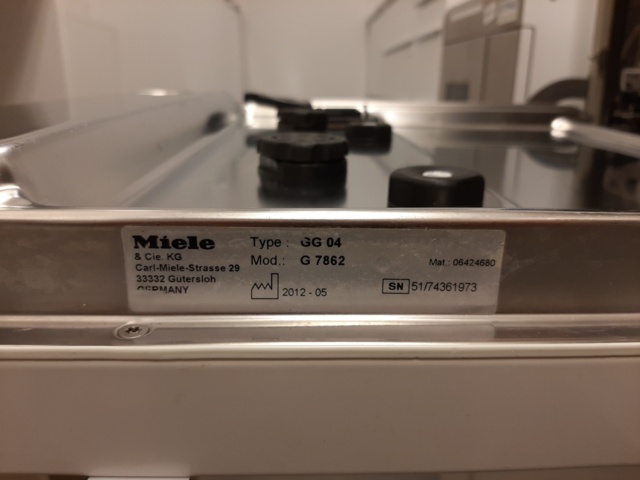 Miele
& Cie. KG
Carl-Miele-Strasse 29
33332 Gütersloh
GERMANY
Type : GG 04
Mod.: G 7862
Mat.: 06424680
2012 - 05
SN 51/74361973